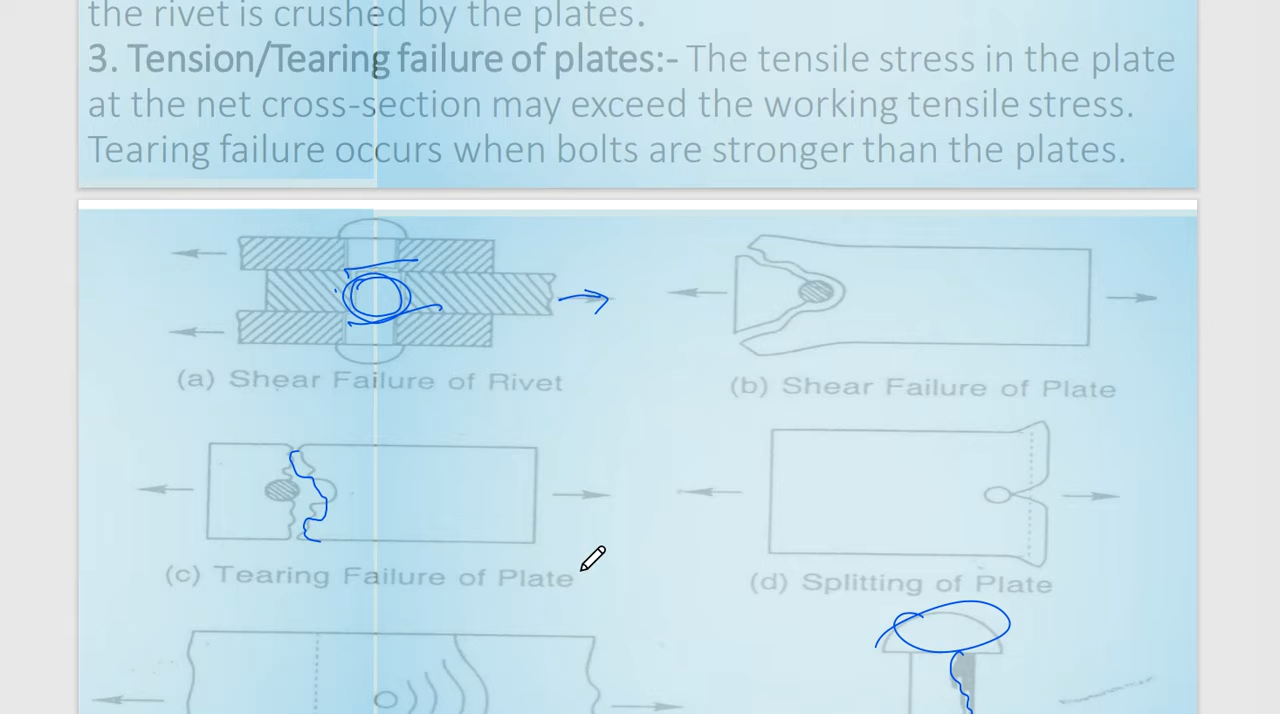 the rivet is crushed by the plates.
3. Tension/Tearing failure of plates:- The tensile stress in the plate
at the net cross-section may exceed the working tensile stress.
Tearing failure occurs when bolts are stronger than the plates.
(a) Shear Failure of Rivet
(b) Shear Failure of Plate
(c) Tearing Failure of Plate
(d) Splitting of Plate